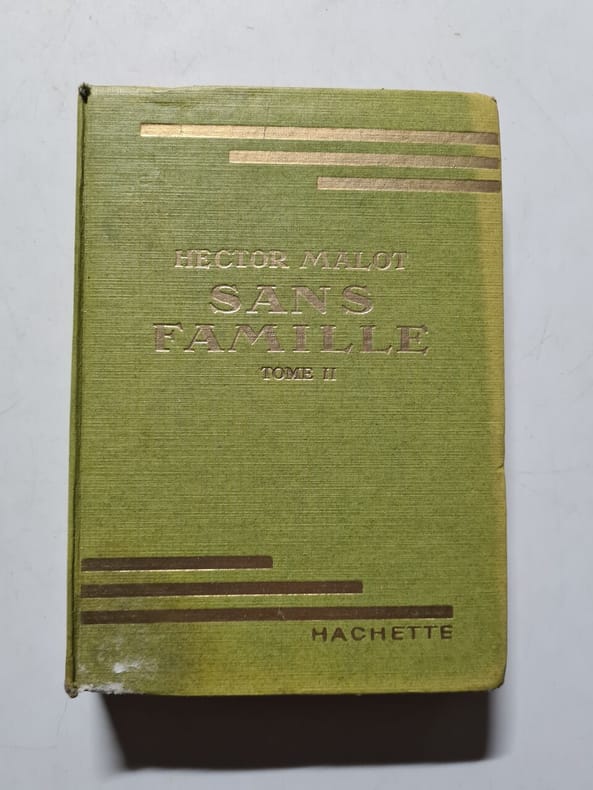 HECTOR MALOT
SANS
FAMILLE
TOME II
HACHETTE